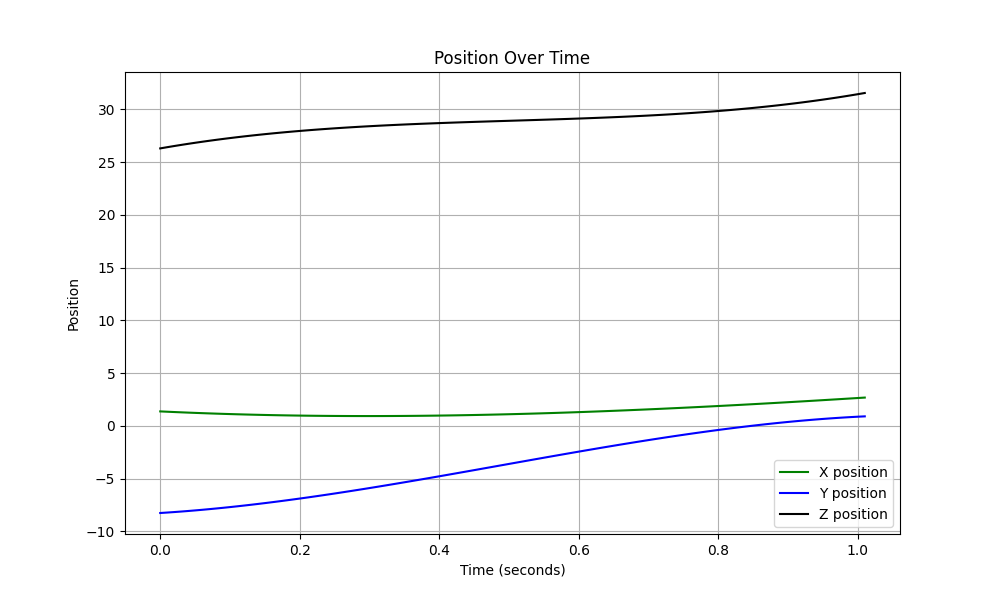 Position Over Time
Position
30
25
20
15
10
5
0
−5
−10
0.0 0.2 0.4 0.6 0.8 1.0
Time (seconds)
X position
Y position
Z position